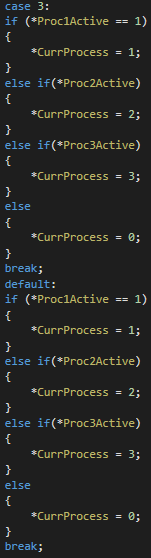 case 3:
if (*Proc1Active == 1)
{
    *CurrProcess = 1;
}
else if(*Proc2Active)
{
    *CurrProcess = 2;
}
else if(*Proc3Active)
{
    *CurrProcess = 3;
}
else
{
    *CurrProcess = 0;
}
break;
default:
if (*Proc1Active == 1)
{
    *CurrProcess = 1;
}
else if(*Proc2Active)
{
    *CurrProcess = 2;
}
else if(*Proc3Active)
{
    *CurrProcess = 3;
}
else
{
    *CurrProcess = 0;
}
break;